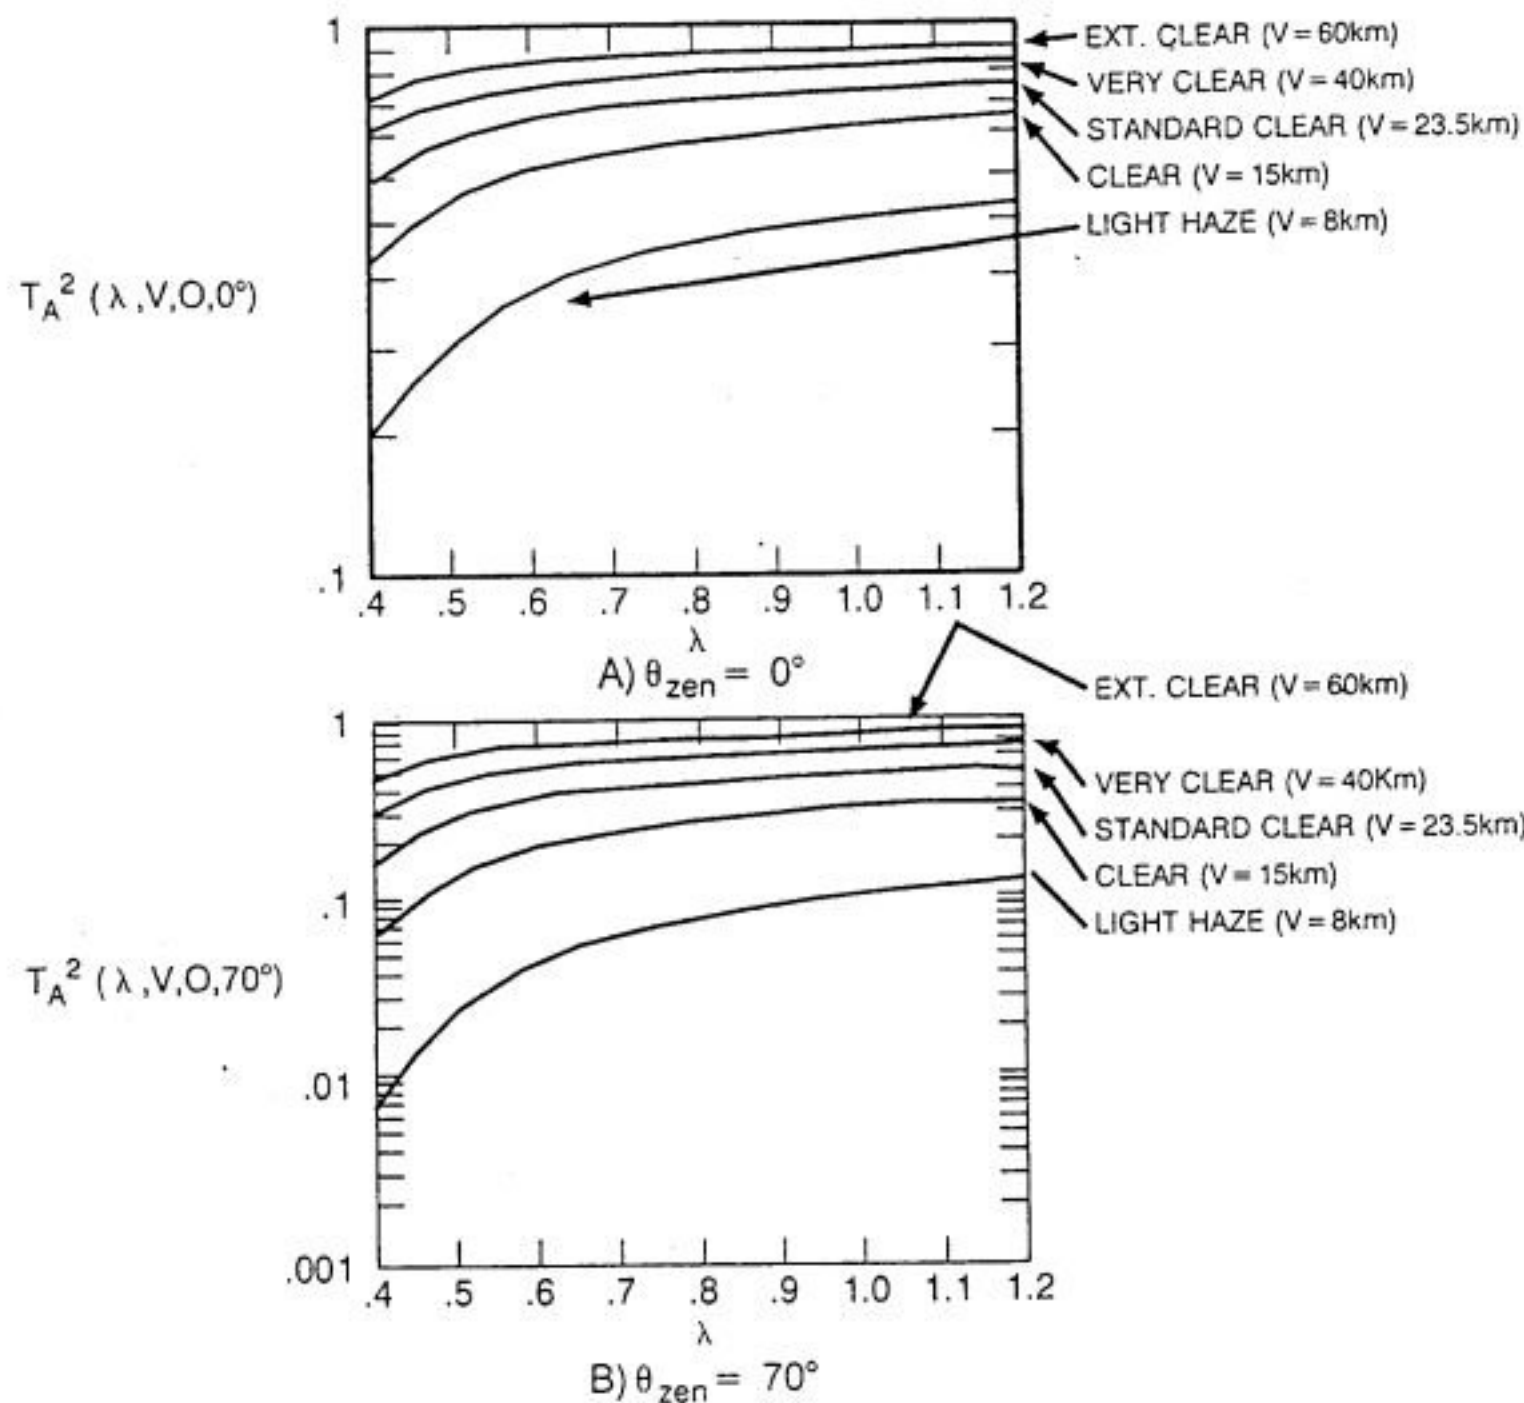 1
EXT. CLEAR (V = 60km)
VERY CLEAR (V = 40km)
STANDARD CLEAR (V = 23.5km)
CLEAR (V = 15km)
LIGHT HAZE (V = 8km)
T_A^2 (λ,V,O,0°)
.1
.4 .5 .6 .7 .8 .9 1.0 1.1 1.2
λ
A) θ_zen = 0°
EXT. CLEAR (V = 60km)
1
VERY CLEAR (V = 40Km)
STANDARD CLEAR (V = 23.5km)
CLEAR (V = 15km)
.1
LIGHT HAZE (V = 8km)
T_A^2 (λ,V,O,70°)
.01
.001
.4 .5 .6 .7 .8 .9 1.0 1.1 1.2
λ
B) θ_zen = 70°